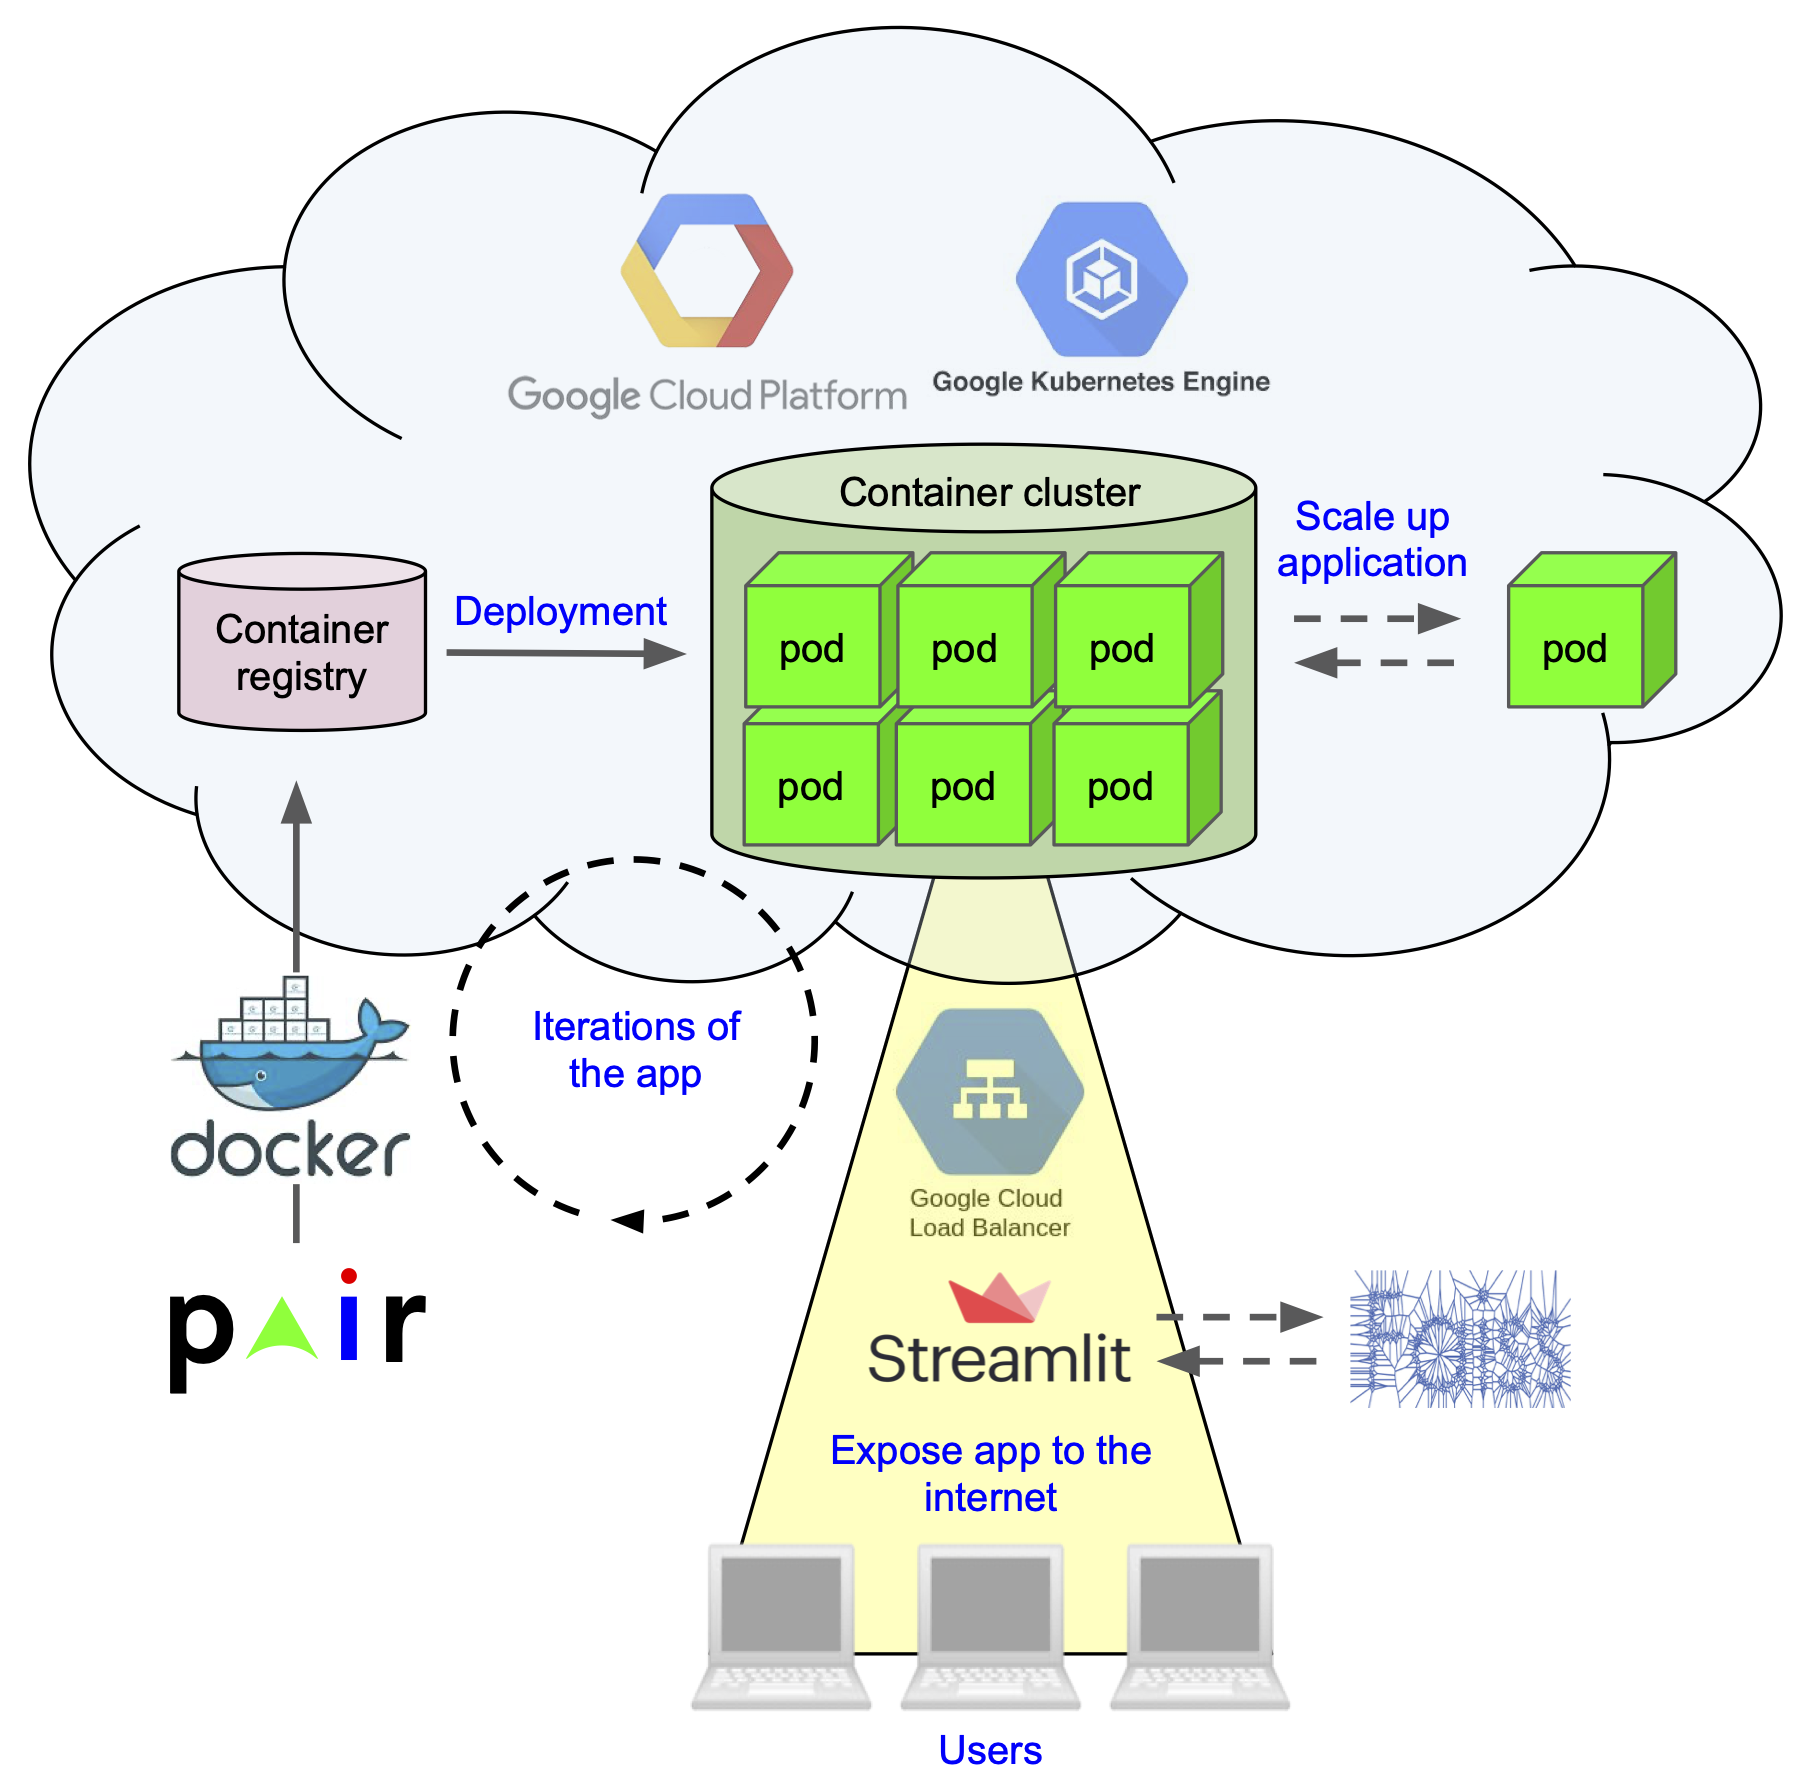 Google Cloud Platform
Google Kubernetes Engine
Container cluster
Scale up
application
Container
registry
Deployment
pod
pod
pod
pod
pod
pod
pod
Iterations of
the app
docker
pair
Google Cloud
Load Balancer
Streamlit
Expose app to the
internet
Users